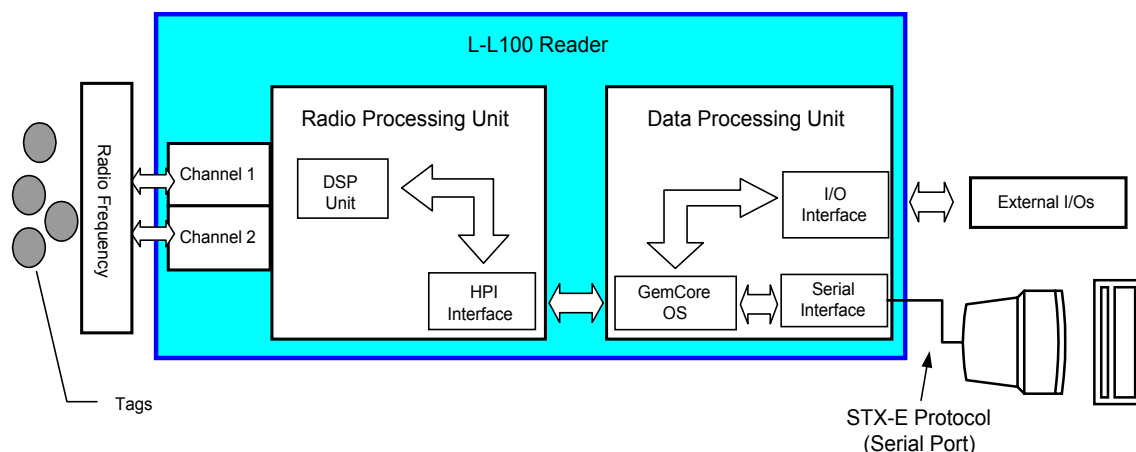 L-L100 Reader
Radio Frequency
Channel 1
Channel 2
Radio Processing Unit
DSP
Unit
HPI
Interface
Data Processing Unit
I/O
Interface
GemCore
OS
Serial
Interface
External I/Os
Tags
STX-E Protocol
(Serial Port)